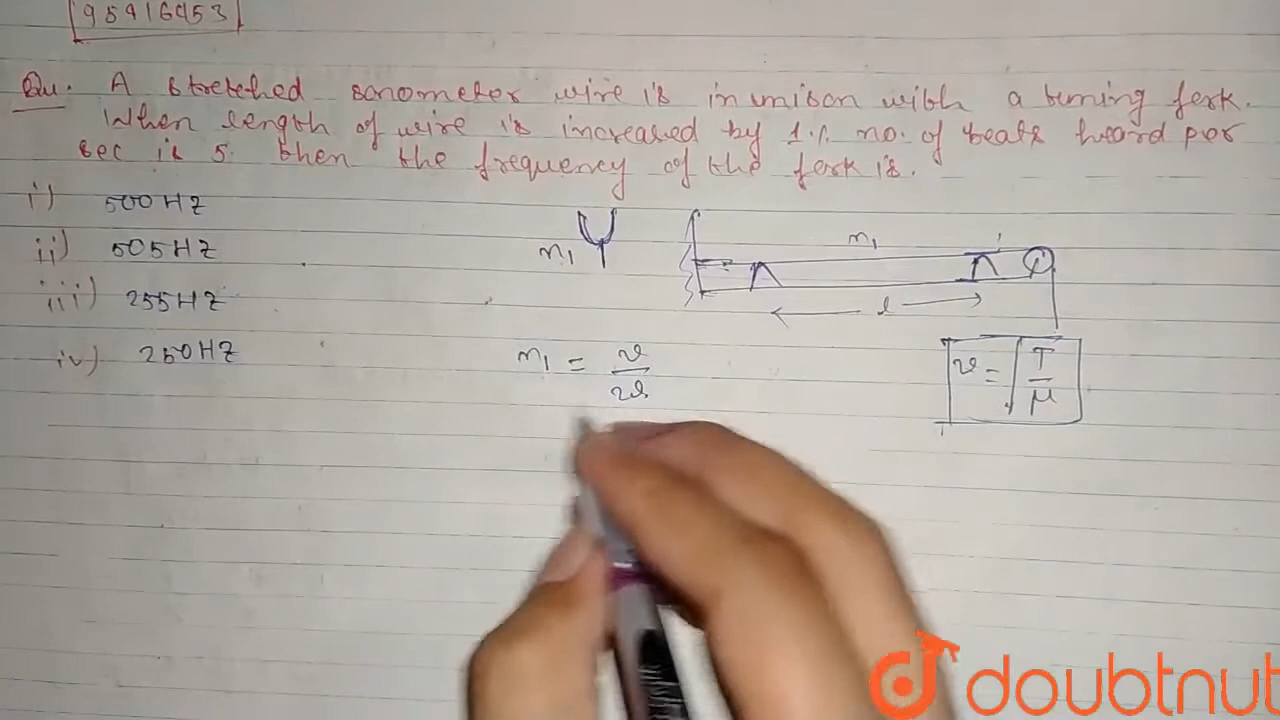 95916453
Qu. A stretched sonometer wire is in unison with a tuning fork.
When length of wire is increased by 1% no. of beats heard per
sec is 5. then the frequency of the fork is.
i) 500 HZ
ii) 505 HZ
iii) 255 HZ
iv) 250 HZ
n1
n1
l
n1 = v/2l
v = √T/μ
doubtnut